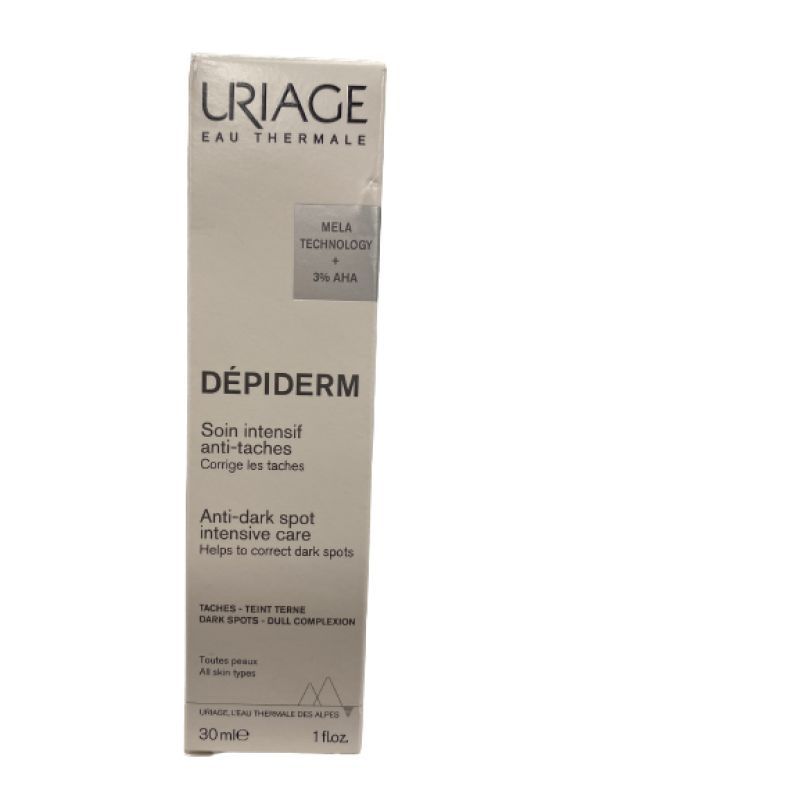 URIAGE
EAU THERMALE
MELA
TECHNOLOGY
+
3% AHA
DÉPIDERM
Soin intensif
anti-taches
Corrige les taches
Anti-dark spot
intensive care
Helps to correct dark spots
TACHES - TEINT TERNE
DARK SPOTS - DULL COMPLEXION
Toutes peaux
All skin types
URIAGE, L'EAU THERMALE DES ALPES
30 ml℮ 1 fl.oz.